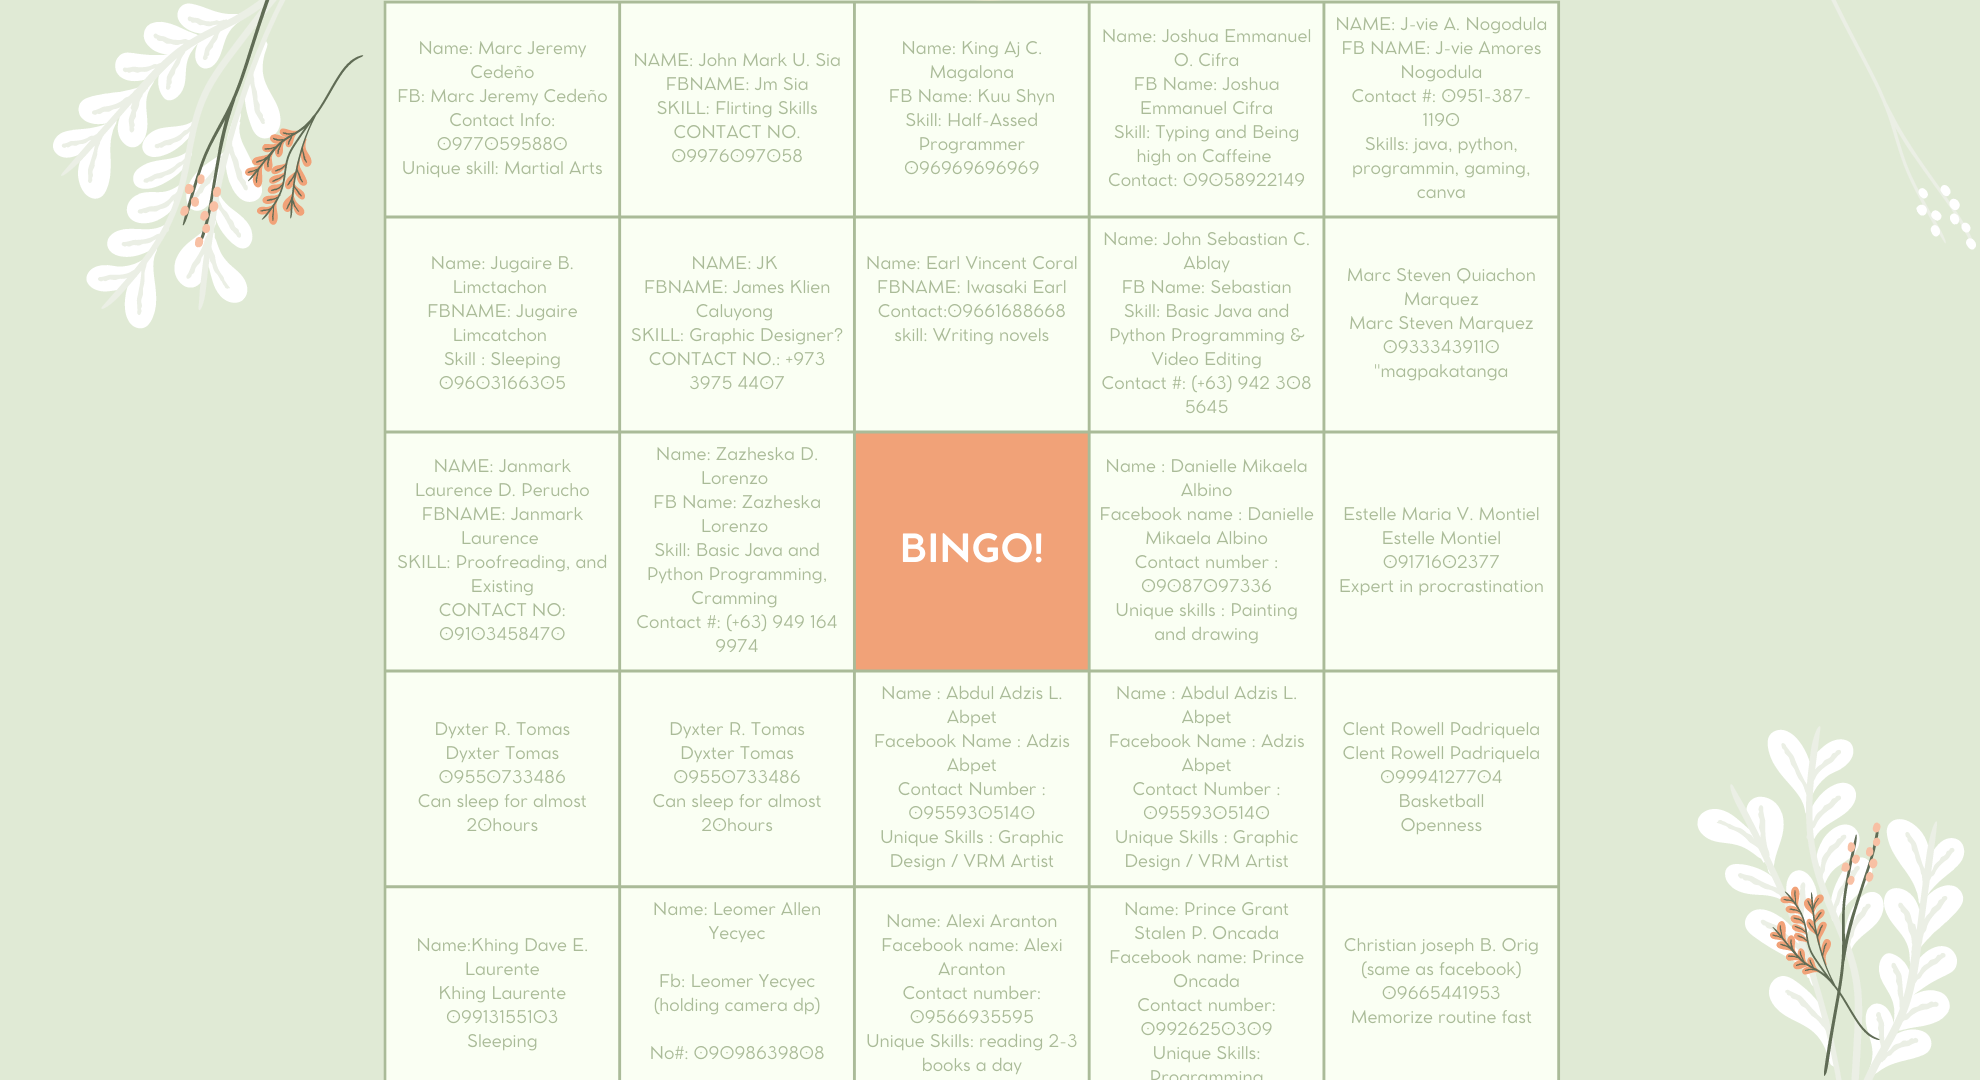 Name: Marc Jeremy
Cedeño
FB: Marc Jeremy Cedeño
Contact Info:
09770595880
Unique skill: Martial Arts
NAME: John Mark U. Sia
FBNAME: Jm Sia
SKILL: Flirting Skills
CONTACT NO.
09976097058
Name: King Aj C.
Magalona
FB Name: Kuu Shyn
Skill: Half-Assed
Programmer
096969696969
Name: Joshua Emmanuel
O. Cifra
FB Name: Joshua
Emmanuel Cifra
Skill: Typing and Being
high on Caffeine
Contact: 09058922149
NAME: J-vie A. Nogodula
FB NAME: J-vie Amores
Nogodula
Contact #: 0951-387-
1190
Skills: java, python,
programmin, gaming,
canva
Name: Jugaire B.
Limctachon
FBNAME: Jugaire
Limcatchon
Skill : Sleeping
09603166305
NAME: JK
FBNAME: James Klien
Caluyong
SKILL: Graphic Designer?
CONTACT NO.: +973
3975 4407
Name: Earl Vincent Coral
FBNAME: Iwasaki Earl
Contact:09661688668
skill: Writing novels
Name: John Sebastian C.
Ablay
FB Name: Sebastian
Skill: Basic Java and
Python Programming &
Video Editing
Contact #: (+63) 942 308
5645
Marc Steven Quiachon
Marquez
Marc Steven Marquez
09333439110
"magpakatanga
NAME: Janmark
Laurence D. Perucho
FBNAME: Janmark
Laurence
SKILL: Proofreading, and
Existing
CONTACT NO:
09103458470
Name: Zazheska D.
Lorenzo
FB Name: Zazheska
Lorenzo
Skill: Basic Java and
Python Programming,
Cramming
Contact #: (+63) 949 164
9974
BINGO!
Name : Danielle Mikaela
Albino
Facebook name : Danielle
Mikaela Albino
Contact number :
09087097336
Unique skills : Painting
and drawing
Estelle Maria V. Montiel
Estelle Montiel
09171602377
Expert in procrastination
Dyxter R. Tomas
Dyxter Tomas
09550733486
Can sleep for almost
20hours
Dyxter R. Tomas
Dyxter Tomas
09550733486
Can sleep for almost
20hours
Name : Abdul Adzis L.
Abpet
Facebook Name : Adzis
Abpet
Contact Number :
09559305140
Unique Skills : Graphic
Design / VRM Artist
Name : Abdul Adzis L.
Abpet
Facebook Name : Adzis
Abpet
Contact Number :
09559305140
Unique Skills : Graphic
Design / VRM Artist
Clent Rowell Padriquela
Clent Rowell Padriquela
09994127704
Basketball
Openness
Name:Khing Dave E.
Laurente
Khing Laurente
09913155103
Sleeping
Name: Leomer Allen
Yecyec
Fb: Leomer Yecyec
(holding camera dp)
No#: 09098639808
Name: Alexi Aranton
Facebook name: Alexi
Aranton
Contact number:
09566935595
Unique Skills: reading 2-3
books a day
Name: Prince Grant
Stalen P. Oncada
Facebook name: Prince
Oncada
Contact number:
09926250309
Unique Skills:
Programming
Christian joseph B. Orig
(same as facebook)
09665441953
Memorize routine fast